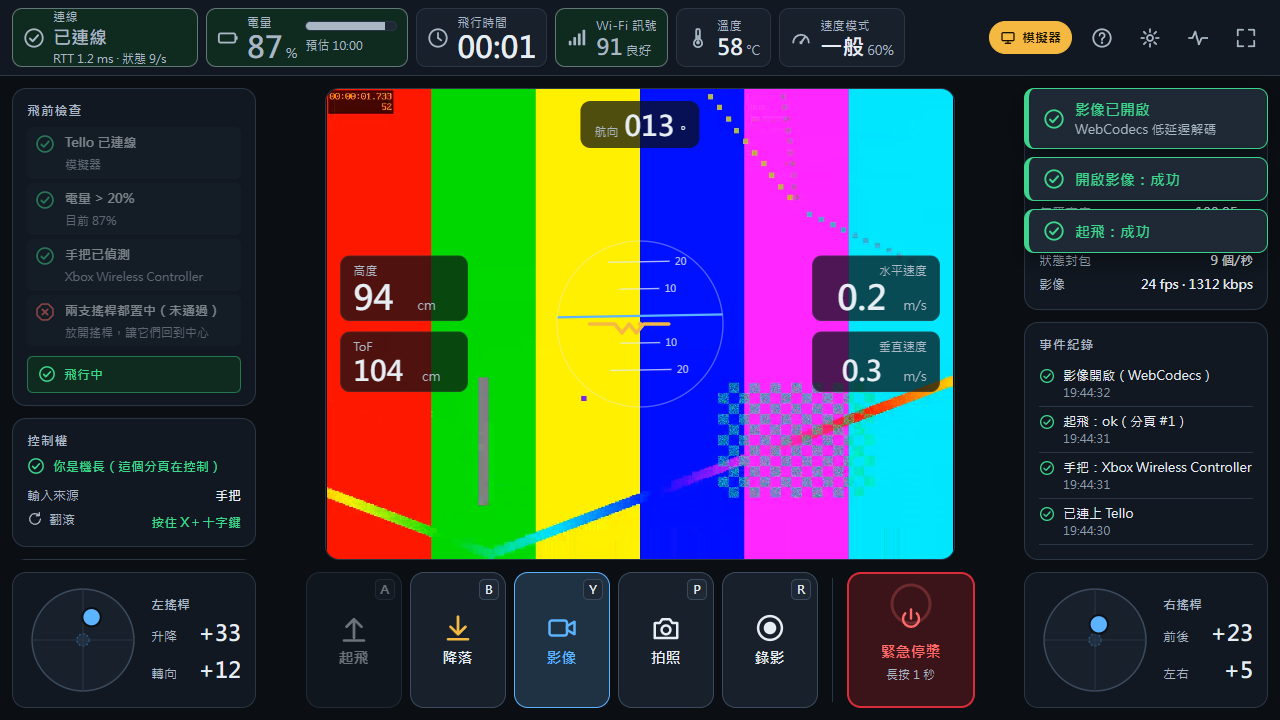 連線
已連線
RTT 1.2 ms · 狀態 9/s
電量
87 %
預估 10:00
飛行時間
00:01
Wi-Fi 訊號
91 良好
溫度
58 °C
速度模式
一般 60%
模擬器
飛前檢查
Tello 已連線
模擬器
電量 > 20%
目前 87%
手把已偵測
Xbox Wireless Controller
兩支搖桿都置中（未通過）
放開搖桿，讓它們回到中心
飛行中
控制權
你是機長（這個分頁在控制）
輸入來源 手把
翻滾 按住 X+十字鍵
00:00:01.733
52
航向 013 °
20
10
10
20
高度
94 cm
ToF
104 cm
水平速度
0.2 m/s
垂直速度
0.3 m/s
影像已開啟
WebCodecs 低延遲解碼
開啟影像：成功
起飛：成功
狀態封包 9 個/秒
影像 24 fps · 1312 kbps
事件紀錄
影像開啟（WebCodecs）
19:44:32
起飛：ok（分頁 #1）
19:44:31
手把：Xbox Wireless Controller
19:44:31
已連上 Tello
19:44:30
左搖桿
升降 +33
轉向 +12
A
起飛
B
降落
Y
影像
P
拍照
R
錄影
緊急停槳
長按 1 秒
右搖桿
前後 +23
左右 +5